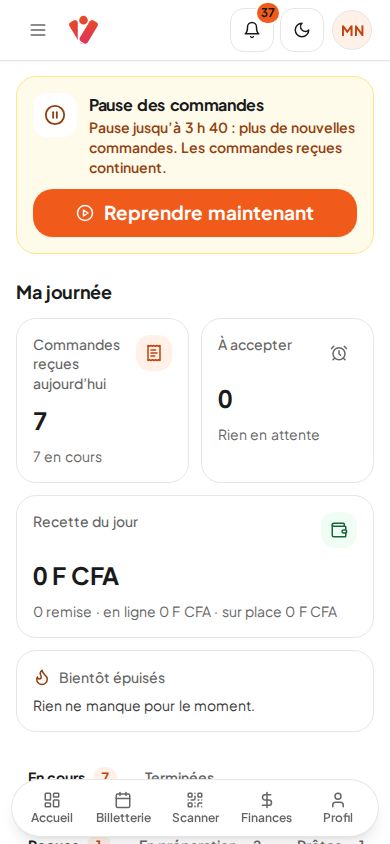 37
MN
Pause des commandes
Pause jusqu’à 3 h 40 : plus de nouvelles
commandes. Les commandes reçues
continuent.
Reprendre maintenant
Ma journée
Commandes
reçues
aujourd’hui
7
7 en cours
À accepter
0
Rien en attente
Recette du jour
0 F CFA
0 remise · en ligne 0 F CFA · sur place 0 F CFA
Bientôt épuisés
Rien ne manque pour le moment.
En cours 7 Terminées
Accueil Billetterie Scanner Finances Profil